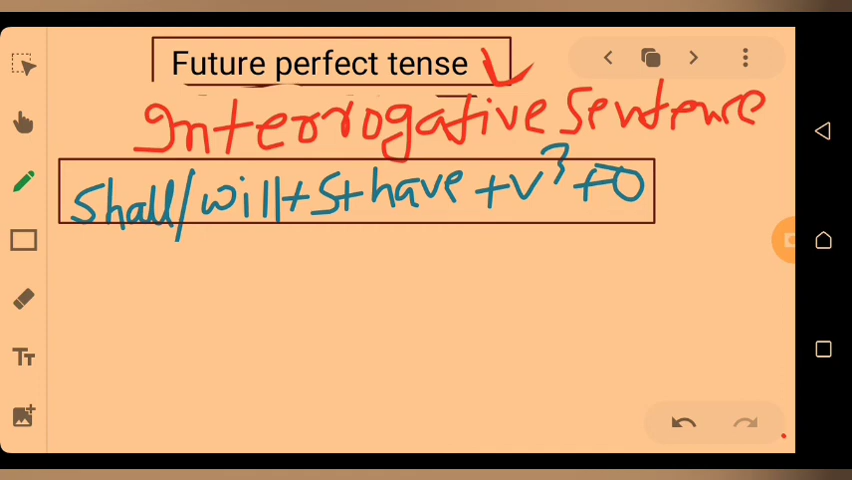 Future perfect tense
Interrogative sentence
Shall/will+S+have+v³+O